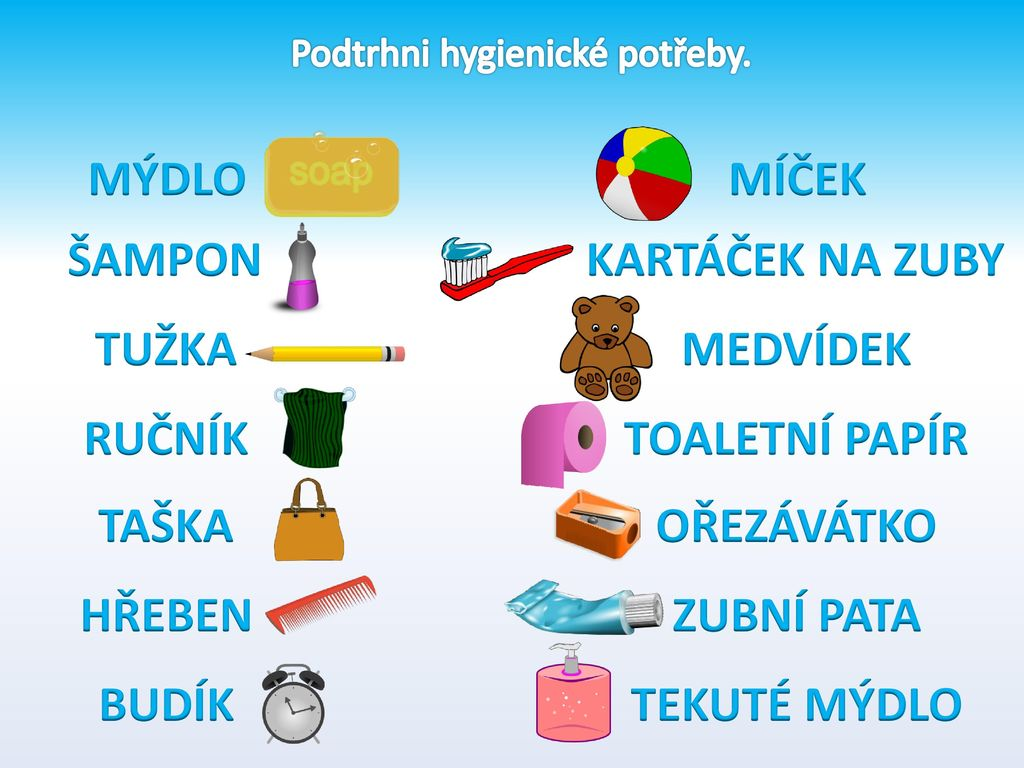 Podtrhni hygienické potřeby.
MÝDLO
soap
MÍČEK
ŠAMPON
KARTÁČEK NA ZUBY
TUŽKA
MEDVÍDEK
RUČNÍK
TOALETNÍ PAPÍR
TAŠKA
OŘEZÁVÁTKO
HŘEBEN
ZUBNÍ PATA
BUDÍK
TEKUTÉ MÝDLO